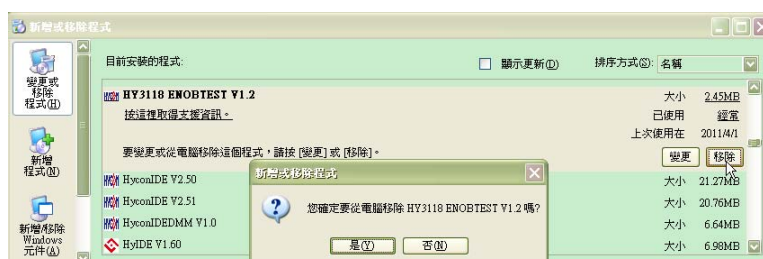 新增或移除程式
變更或
移除
程式(H)
新增
程式(N)
新增/移除
Windows
元件(A)
目前安裝的程式:
顯示更新(D)
排序方式(S): 名稱
HY3118 ENOBTEST V1.2
大小 2.45MB
按這裡取得支援資訊。
已使用 經常
上次使用在 2011/4/1
要變更或從電腦移除這個程式，請按 [變更] 或 [移除]。
變更 移除
HyconIDE V2.50 大小 21.27MB
HyconIDE V2.51 大小 20.76MB
HyconIDEDMM V1.0 大小 6.64MB
HyIDE V1.60 大小 6.98MB
新增或移除程式
您確定要從電腦移除 HY3118 ENOBTEST V1.2 嗎?
是(Y) 否(N)